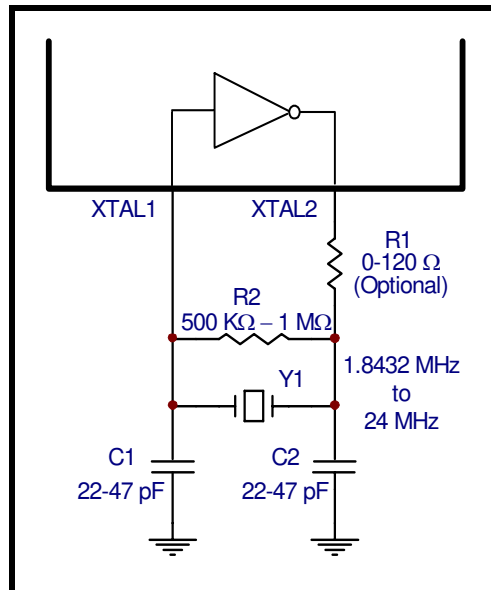 XTAL1
XTAL2
R1
0-120 Ω
(Optional)
R2
500 KΩ – 1 MΩ
Y1
1.8432 MHz
to
24 MHz
C1
22-47 pF
C2
22-47 pF